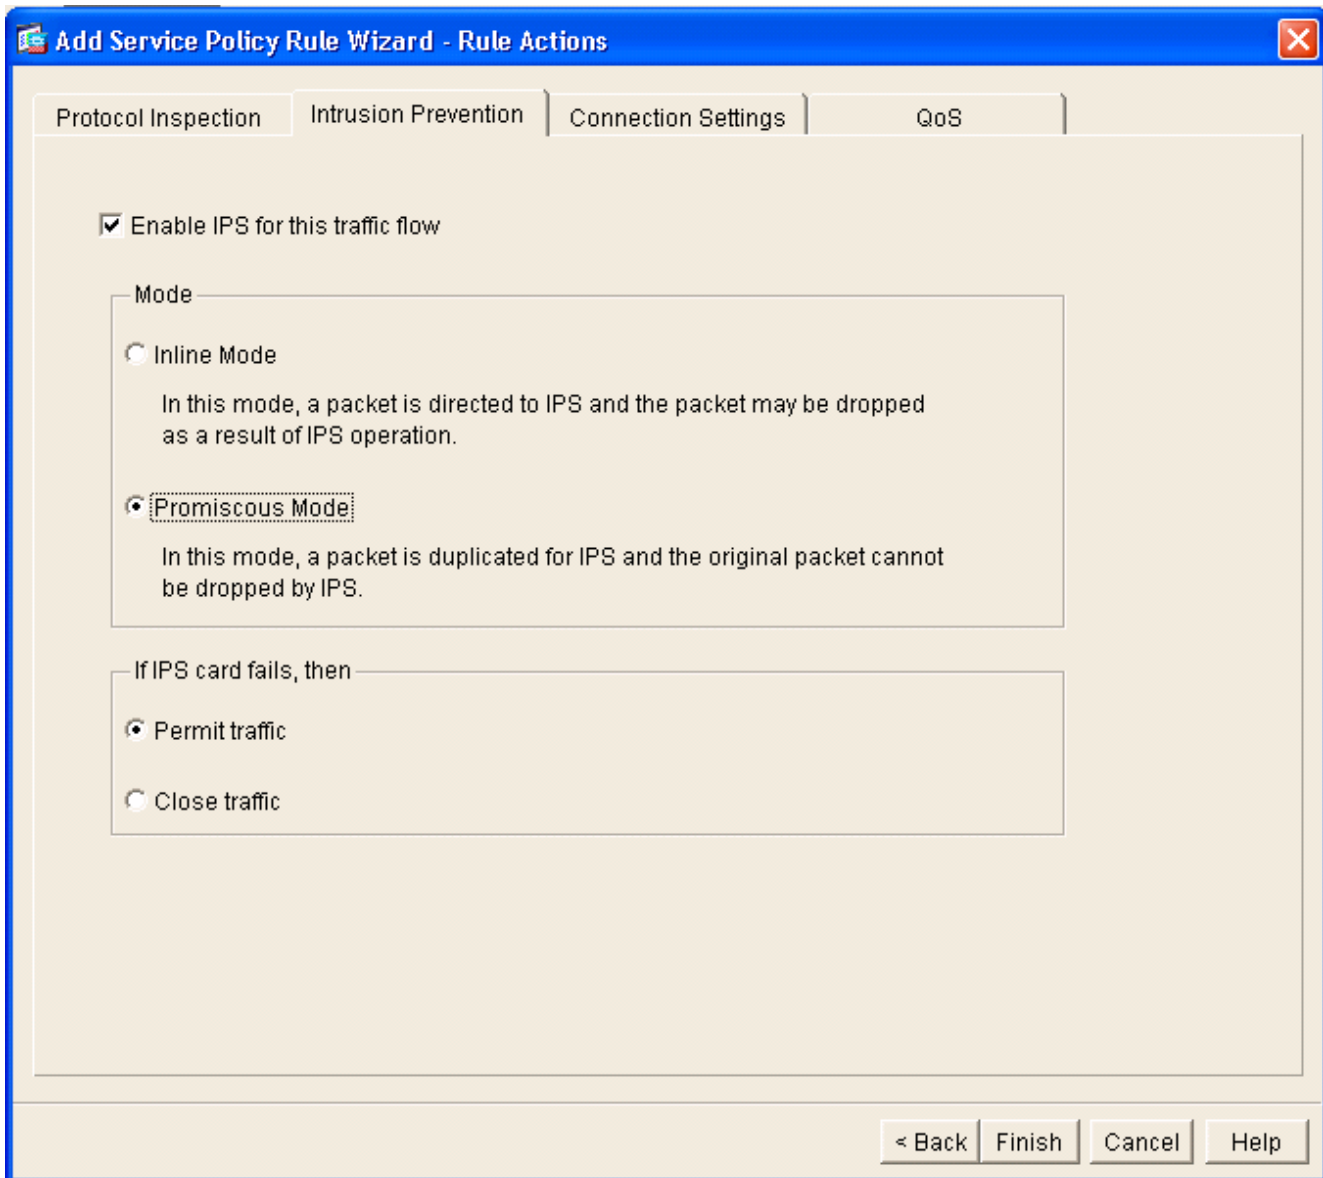 Add Service Policy Rule Wizard - Rule Actions
Protocol Inspection
Intrusion Prevention
Connection Settings
QoS
Enable IPS for this traffic flow
Mode
Inline Mode
In this mode, a packet is directed to IPS and the packet may be dropped
as a result of IPS operation.
Promiscous Mode
In this mode, a packet is duplicated for IPS and the original packet cannot
be dropped by IPS.
If IPS card fails, then
Permit traffic
Close traffic
< Back
Finish
Cancel
Help